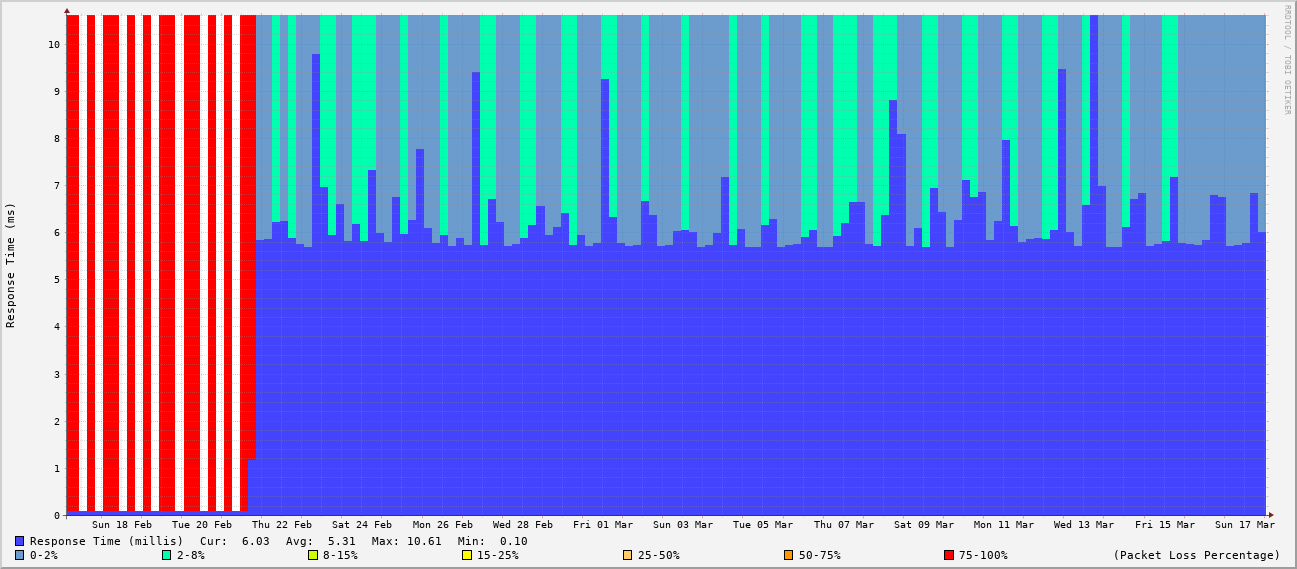 RRDTOOL / TOBI OETIKER
Response Time (ms)
10
9
8
7
6
5
4
3
2
1
0
Sun 18 Feb Tue 20 Feb Thu 22 Feb Sat 24 Feb Mon 26 Feb Wed 28 Feb Fri 01 Mar Sun 03 Mar Tue 05 Mar Thu 07 Mar Sat 09 Mar Mon 11 Mar Wed 13 Mar Fri 15 Mar Sun 17 Mar
Response Time (millis) Cur: 6.03 Avg: 5.31 Max: 10.61 Min: 0.10
0-2% 2-8% 8-15% 15-25% 25-50% 50-75% 75-100% (Packet Loss Percentage)